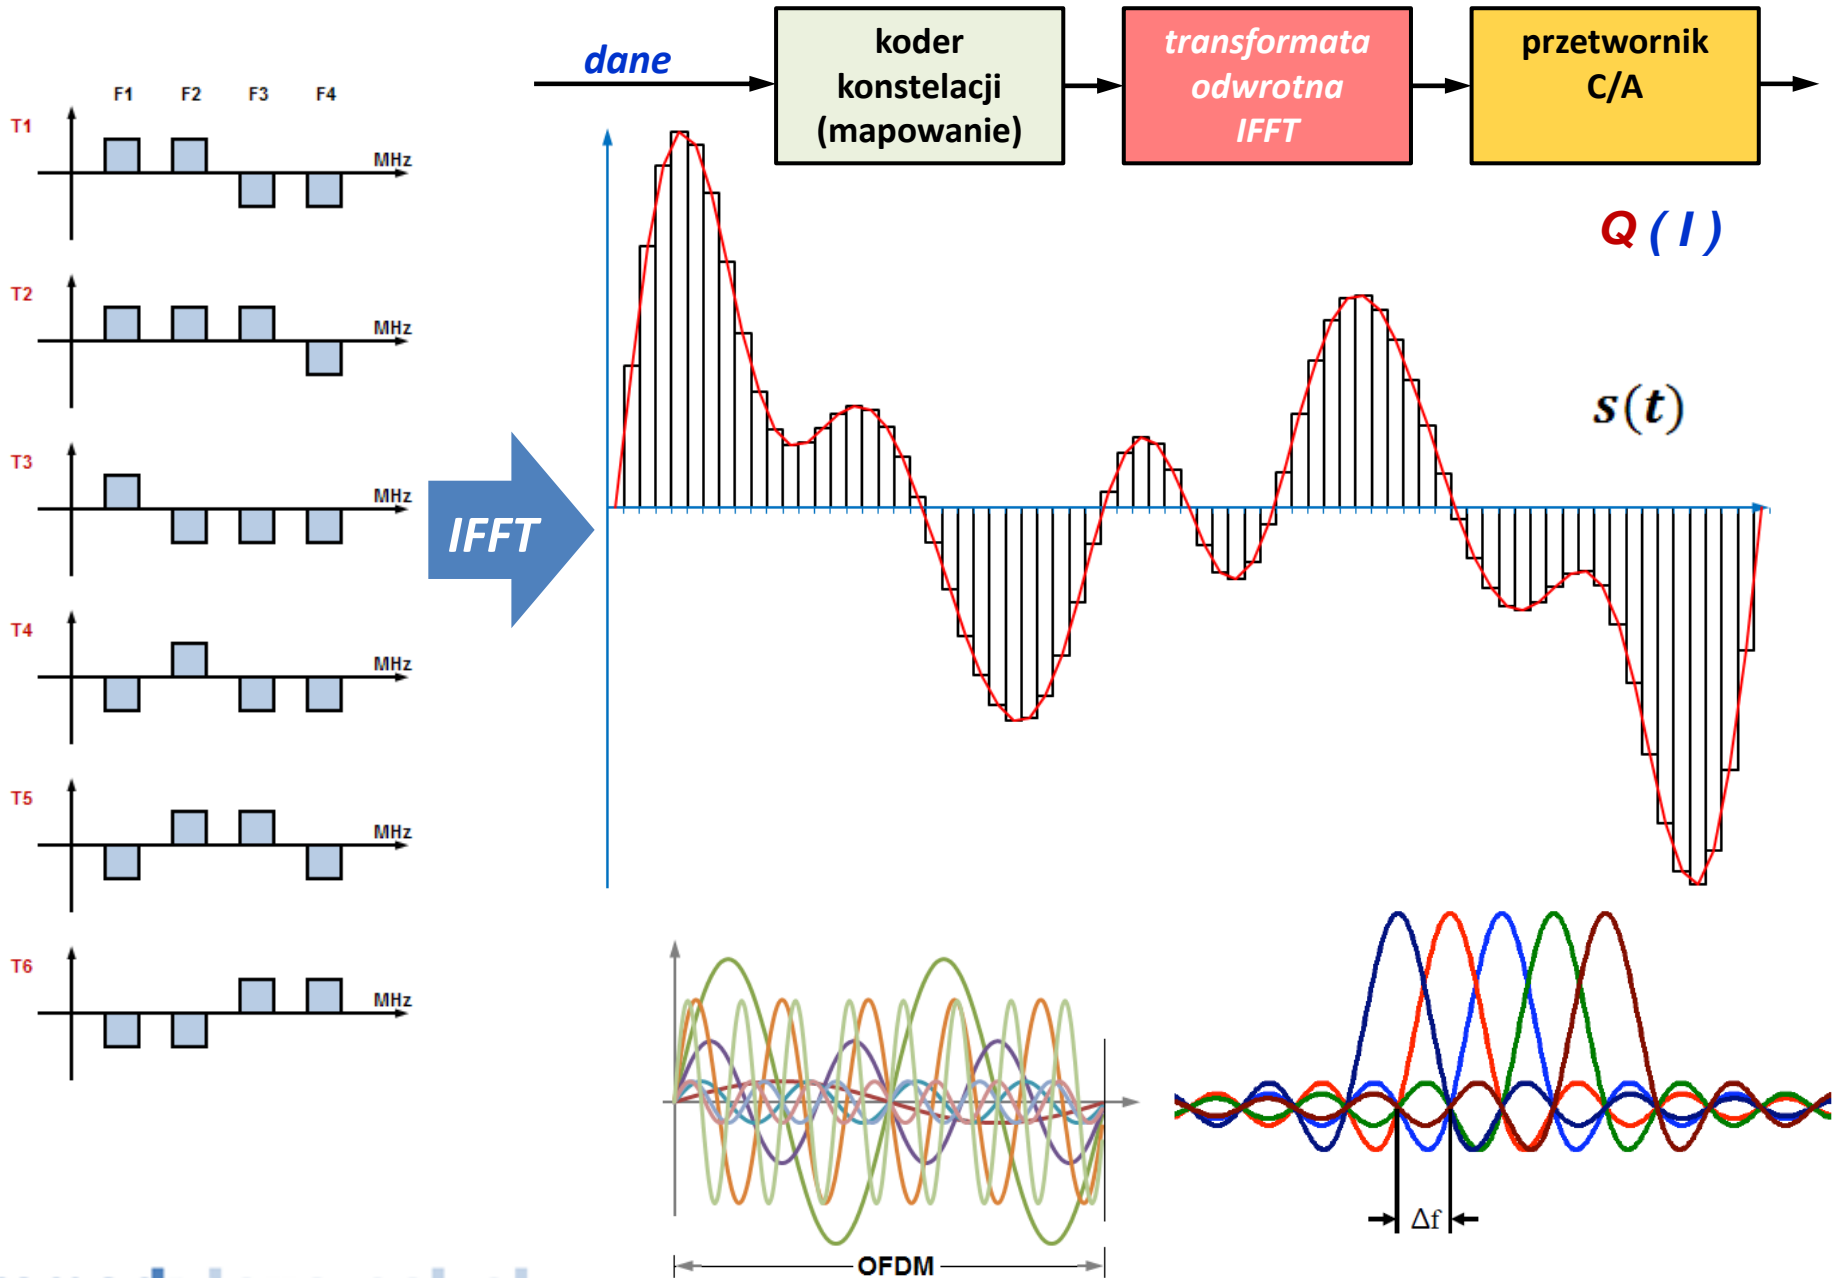 dane
koder
konstelacji
(mapowanie)
transformata
odwrotna
IFFT
przetwornik
C/A
F1 F2 F3 F4
T1
MHz
Q ( I )
T2
MHz
s(t)
T3
MHz
IFFT
T4
MHz
T5
MHz
T6
MHz
Δf
OFDM